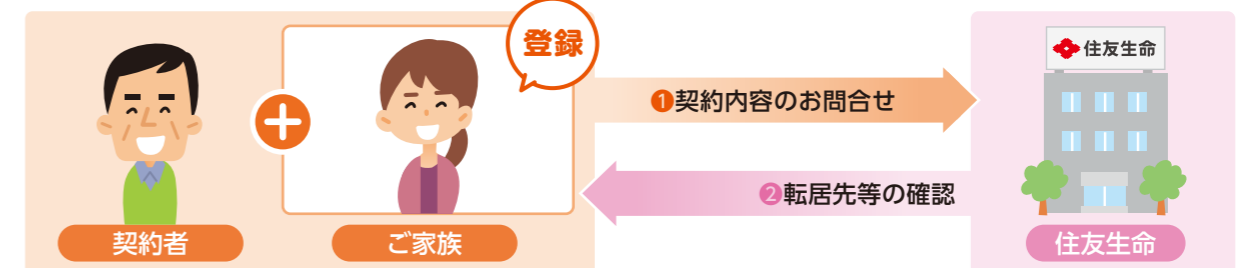 登録
住友生命
❶契約内容のお問合せ
❷転居先等の確認
契約者
ご家族
住友生命